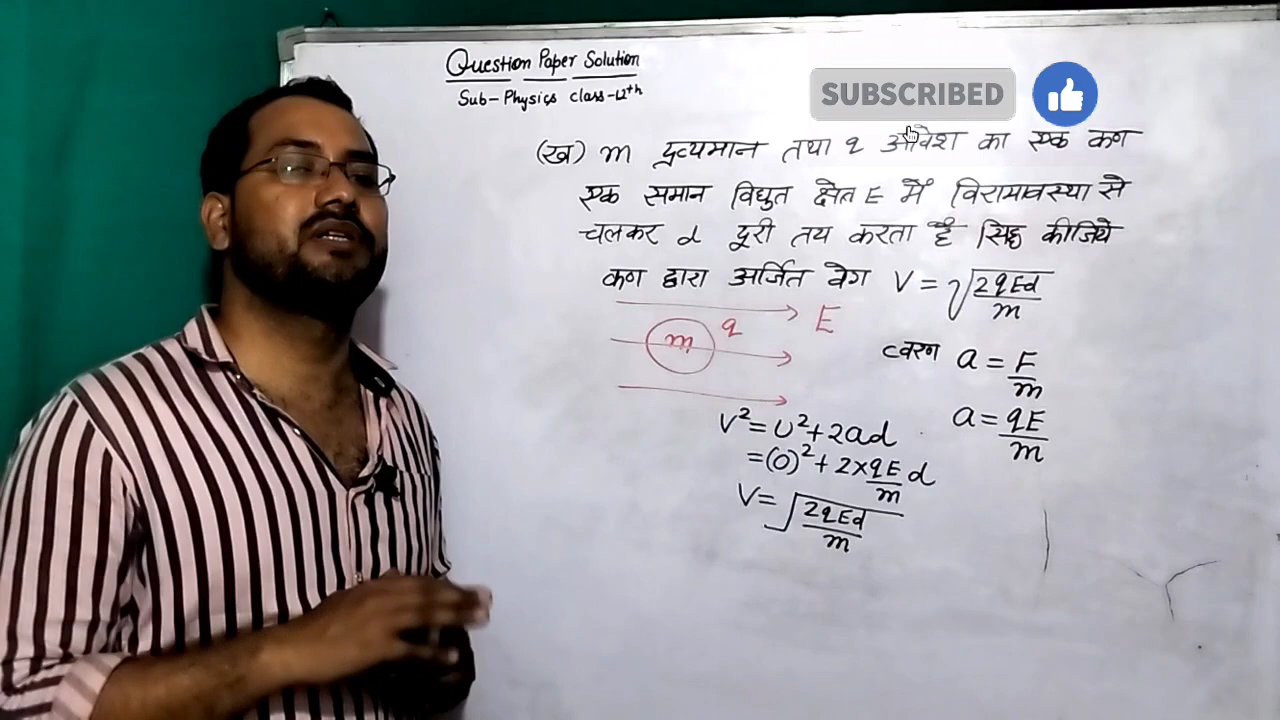 Question Paper Solution
Sub-Physics class-12th
SUBSCRIBED
(ख) m द्रव्यमान तथा q आवेश का एक कण
एक समान विद्युत क्षेत्र E में विरामावस्था से
चलकर d दूरी तय करता है सिद्ध कीजिये
कण द्वारा अर्जित वेग V = √(2qEd/m)
m q E
त्वरण a = F/m
a = qE/m
V² = U² + 2ad
= (0)² + 2 × qE/m d
V = √(2qEd/m)